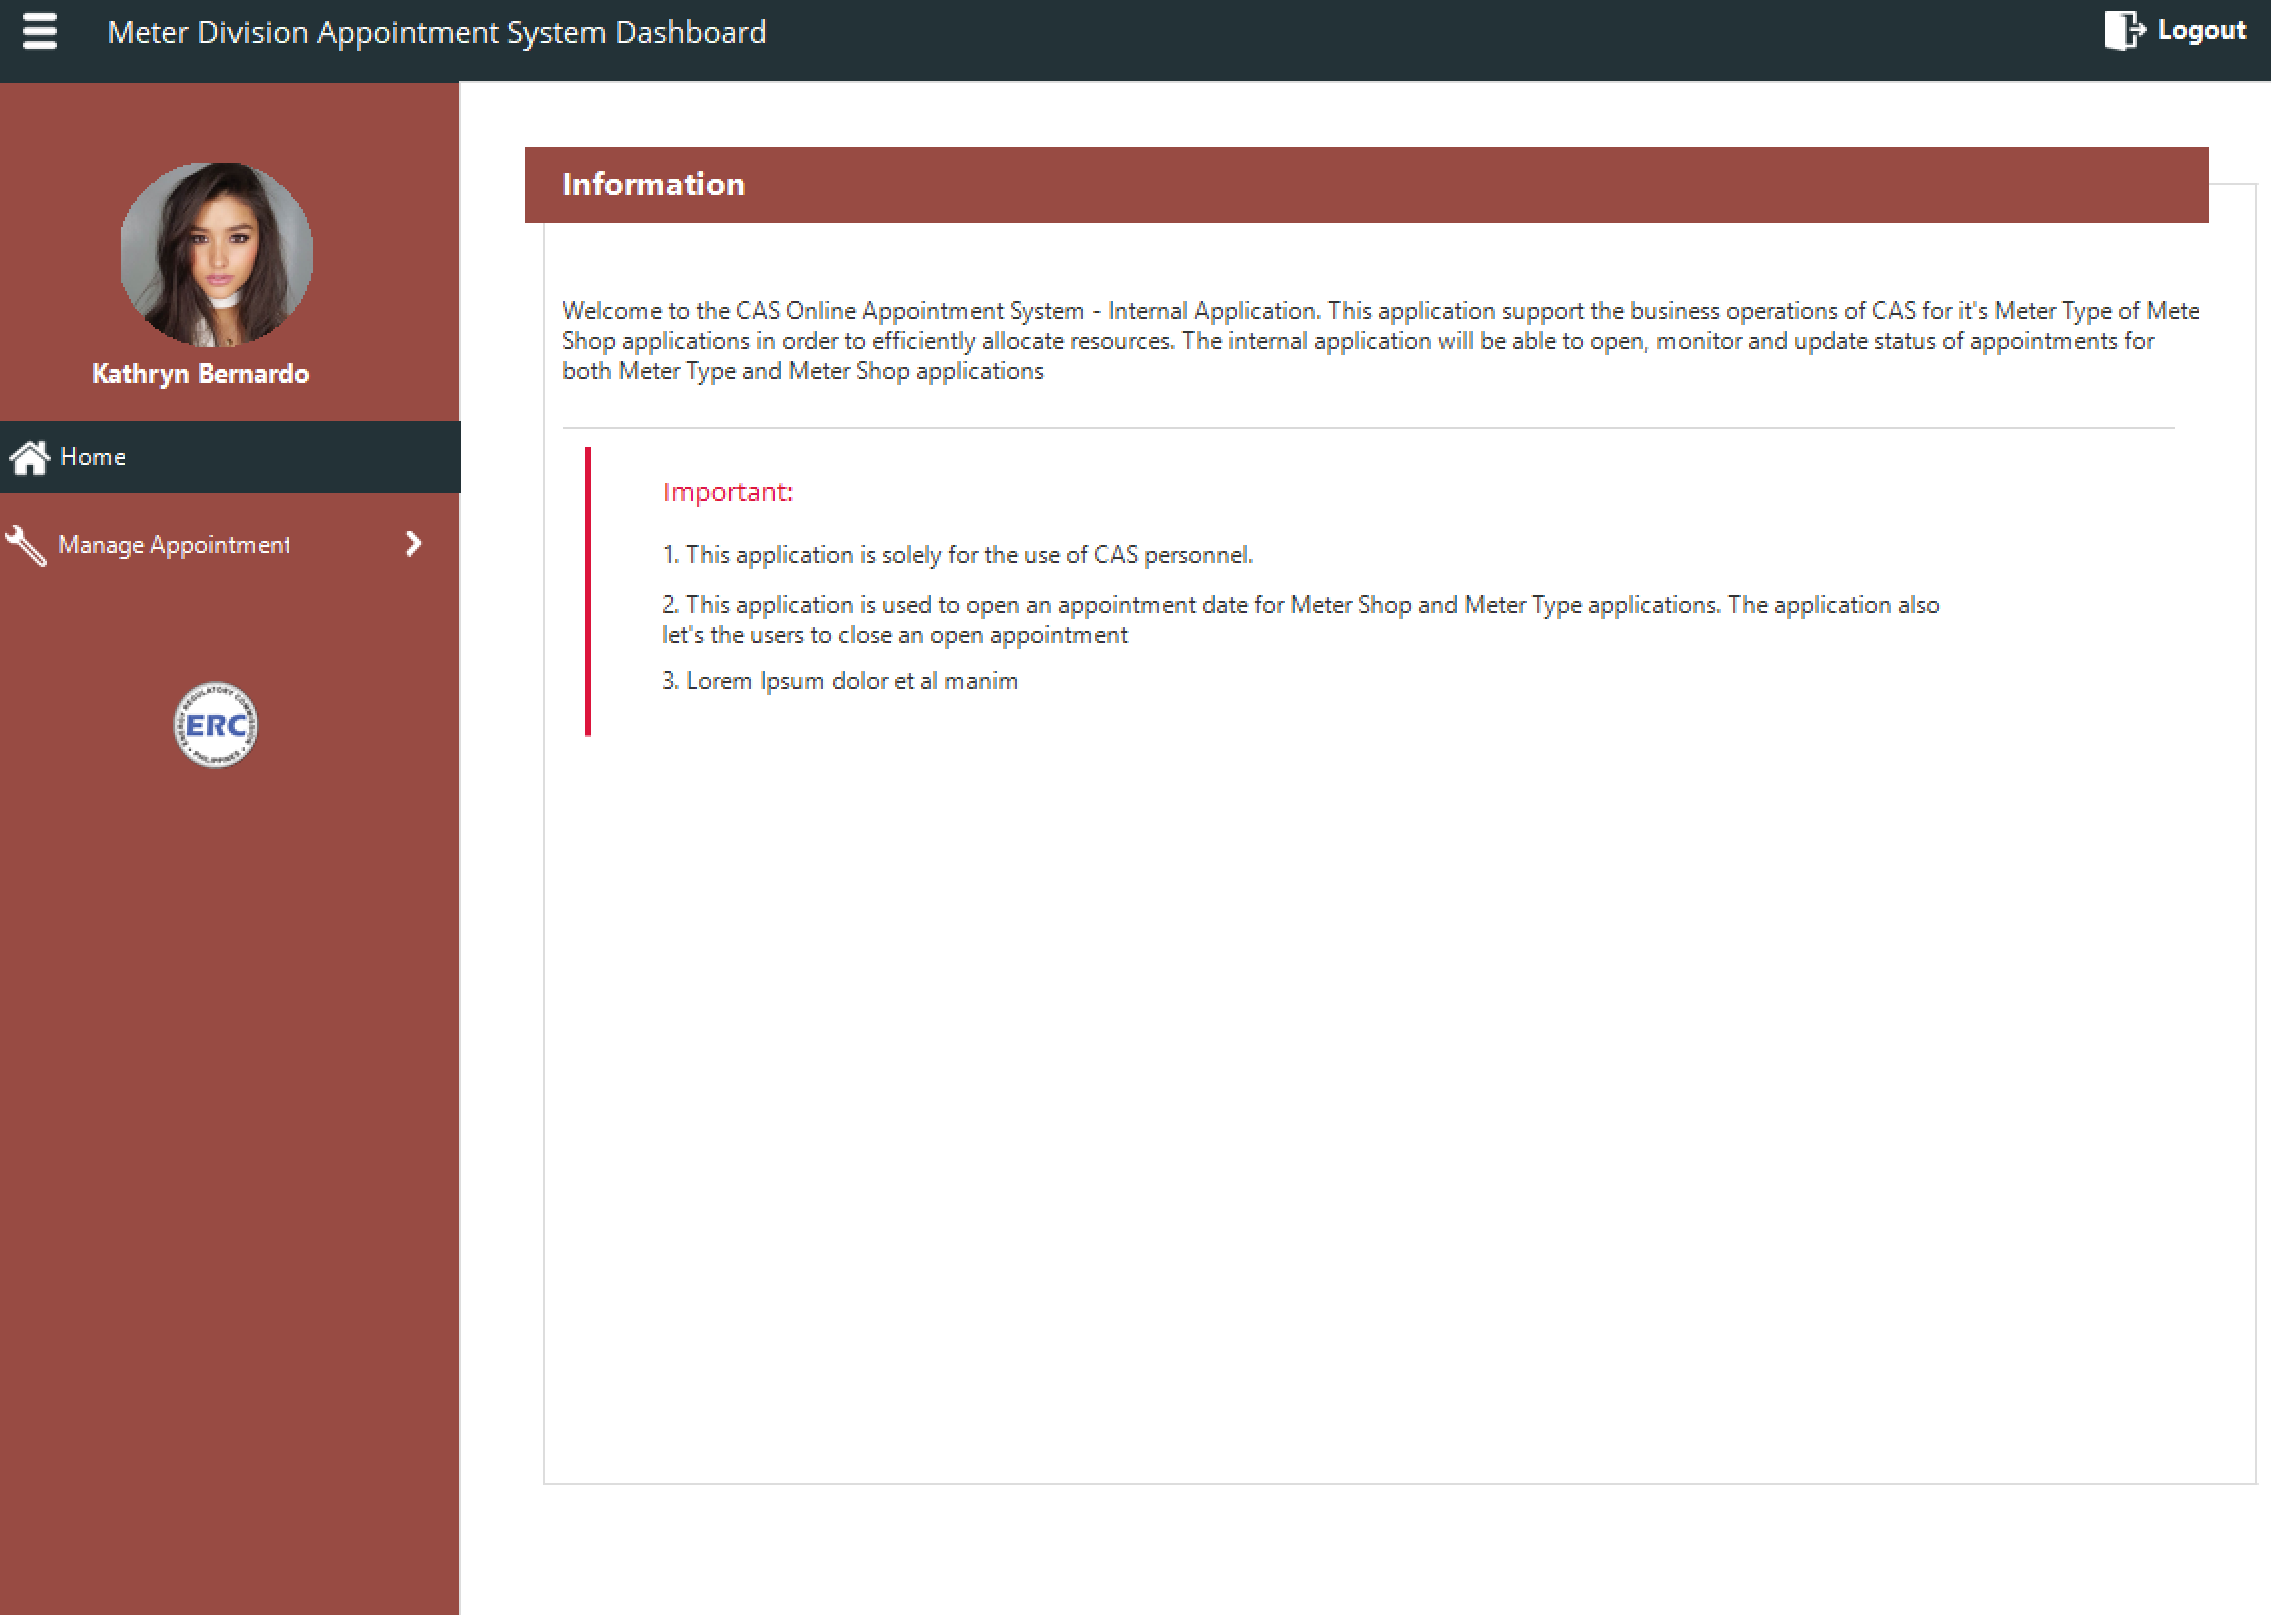 Meter Division Appointment System Dashboard
Logout
Kathryn Bernardo
Home
Manage Appointment
ENERGY REGULATORY COMMISSION
ERC
PHILIPPINES
Information
Welcome to the CAS Online Appointment System - Internal Application. This application support the business operations of CAS for it's Meter Type of Mete
Shop applications in order to efficiently allocate resources. The internal application will be able to open, monitor and update status of appointments for
both Meter Type and Meter Shop applications
Important:
1. This application is solely for the use of CAS personnel.
2. This application is used to open an appointment date for Meter Shop and Meter Type applications. The application also
let's the users to close an open appointment
3. Lorem Ipsum dolor et al manim